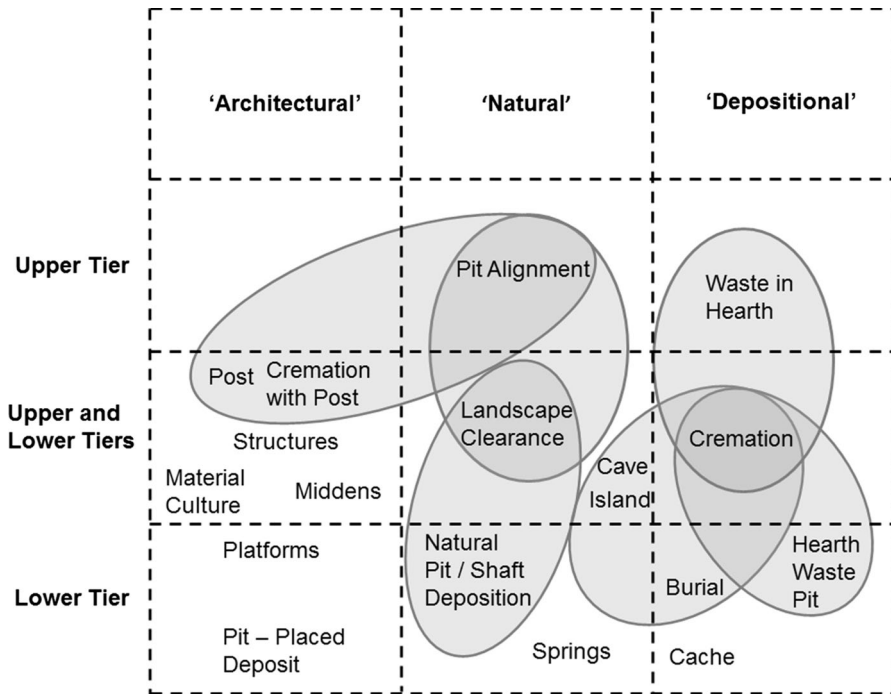 ‘Architectural’
‘Natural’
‘Depositional’
Upper Tier
Pit Alignment
Waste in
Hearth
Upper and
Lower Tiers
Post
Cremation
with Post
Structures
Material
Culture
Middens
Landscape
Clearance
Cave
Island
Cremation
Lower Tier
Platforms
Pit – Placed
Deposit
Natural
Pit / Shaft
Deposition
Springs
Burial
Hearth
Waste
Pit
Cache